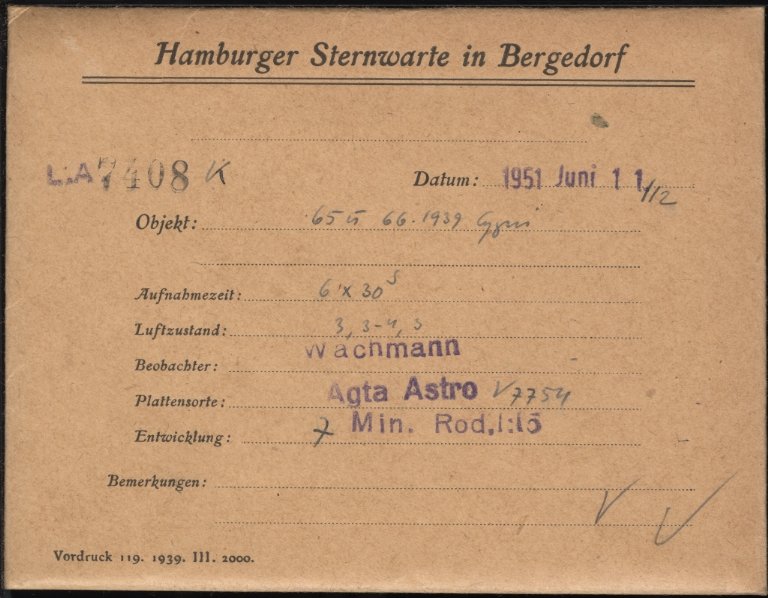 Hamburger Sternwarte in Bergedorf
L.A 7408 K Datum: 1951 Juni 11/12
Objekt: 65 u 66.1939 Cygni
Aufnahmezeit: 6 x 30s
Luftzustand: 3, 3-4, 3
Beobachter: Wachmann
Plattensorte: Agfa Astro V7754
Entwicklung: 7 Min. Rod. 1:15
Bemerkungen:
Vordruck 119. 1939. III. 2000.